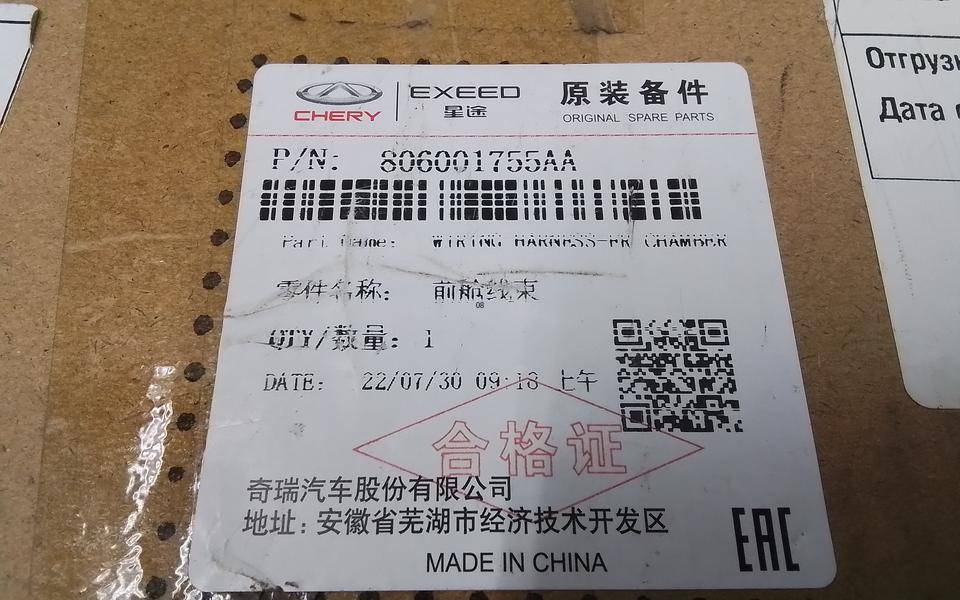 CHERY
EXEED
星途
原装备件
ORIGINAL SPARE PARTS
P/N: 806001755AA
Part Name: WIRING HARNESS-FR CHAMBER
零件名称: 前舱线束
08
QTY/数量: 1
DATE: 22/07/30 09:18 上午
合格证
奇瑞汽车股份有限公司
地址:安徽省芜湖市经济技术开发区
MADE IN CHINA
EAC
Дата